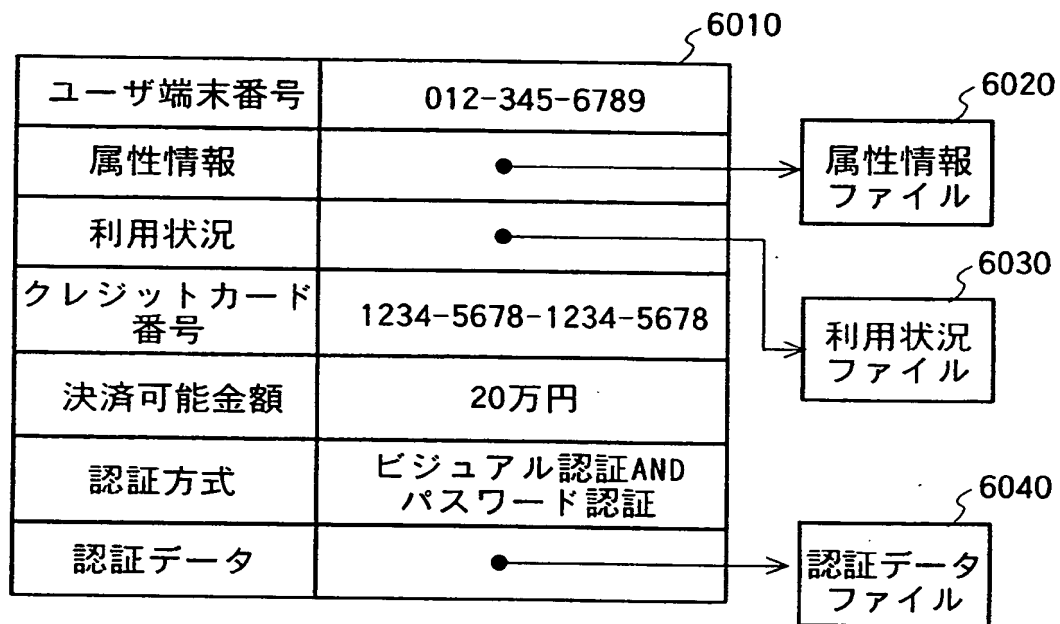 6010
ユーザ端末番号
012-345-6789
6020
属性情報
属性情報
ファイル
利用状況
6030
クレジットカード
番号
1234-5678-1234-5678
利用状況
ファイル
決済可能金額
20万円
認証方式
ビジュアル認証AND
パスワード認証
6040
認証データ
認証データ
ファイル